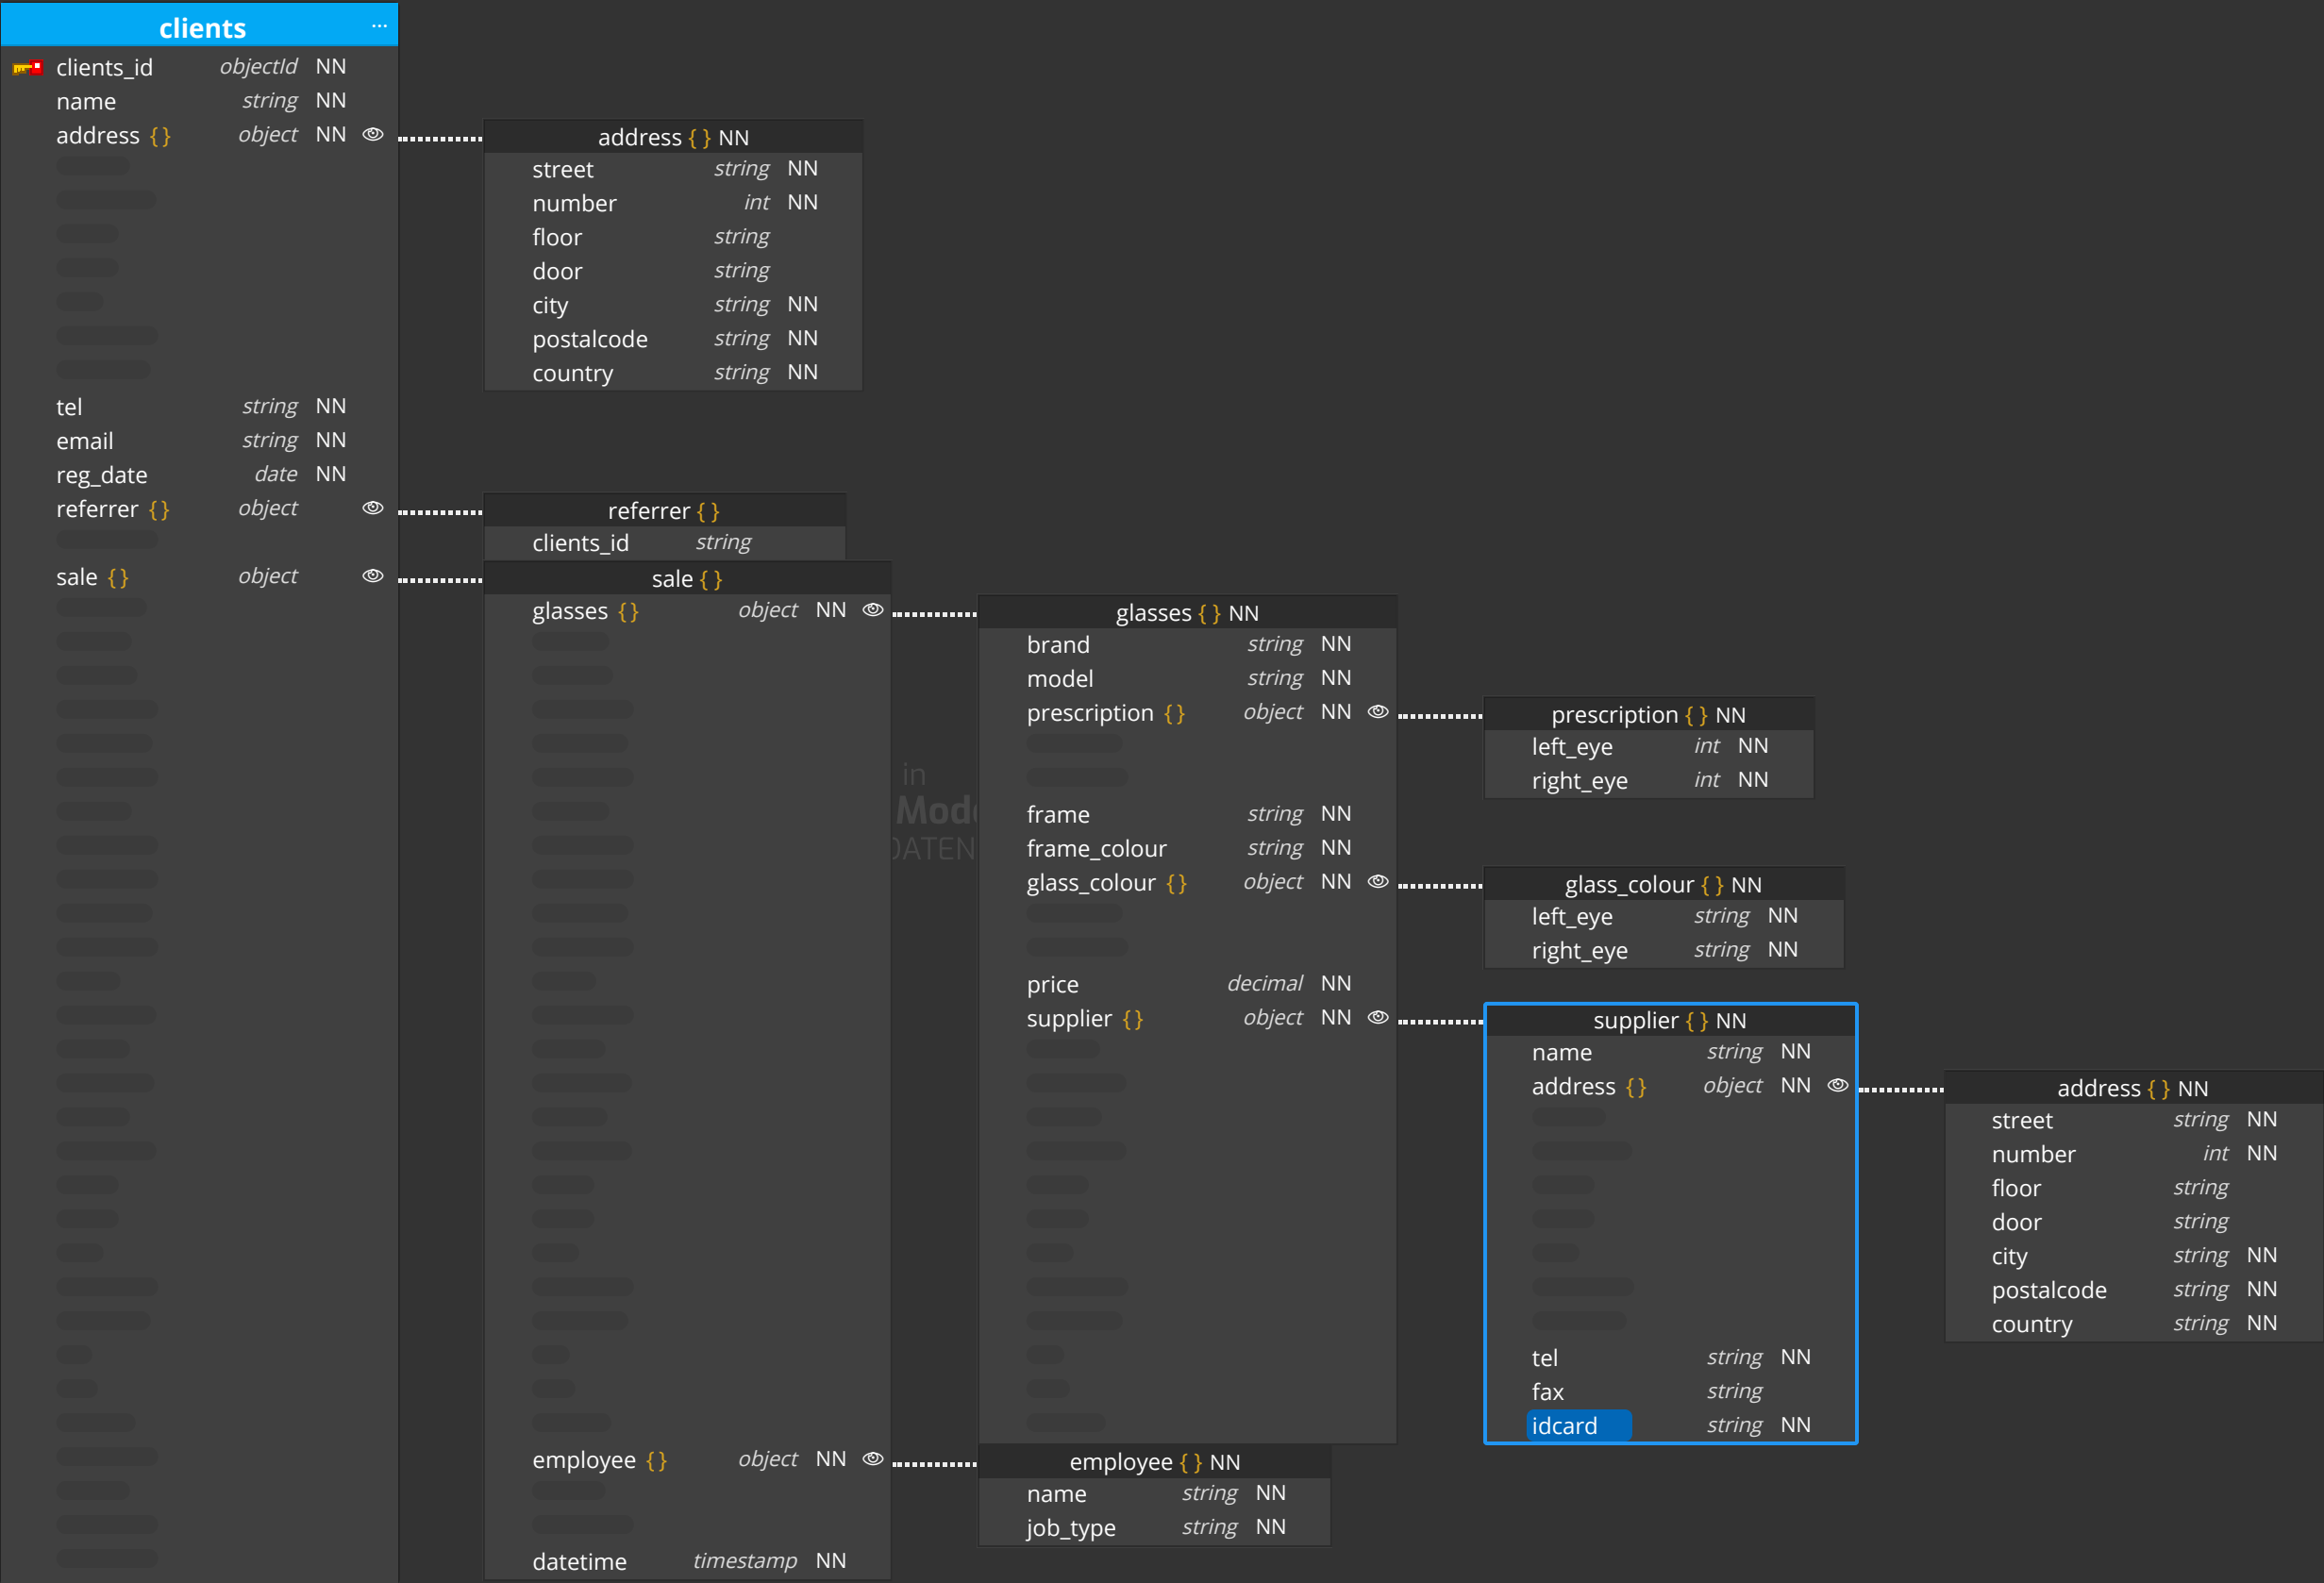 clients ...
clients_id objectId NN
name string NN
address {} object NN
tel string NN
email string NN
reg_date date NN
referrer {} object
sale {} object
address {} NN
street string NN
number int NN
floor string
door string
city string NN
postalcode string NN
country string NN
referrer {}
clients_id string
sale {}
glasses {} object NN
employee {} object NN
datetime timestamp NN
in
Mode
DATEN
glasses {} NN
brand string NN
model string NN
prescription {} object NN
frame string NN
frame_colour string NN
glass_colour {} object NN
price decimal NN
supplier {} object NN
prescription {} NN
left_eye int NN
right_eye int NN
glass_colour {} NN
left_eye string NN
right_eye string NN
supplier {} NN
name string NN
address {} object NN
tel string NN
fax string
idcard string NN
address {} NN
street string NN
number int NN
floor string
door string
city string NN
postalcode string NN
country string NN
employee {} NN
name string NN
job_type string NN